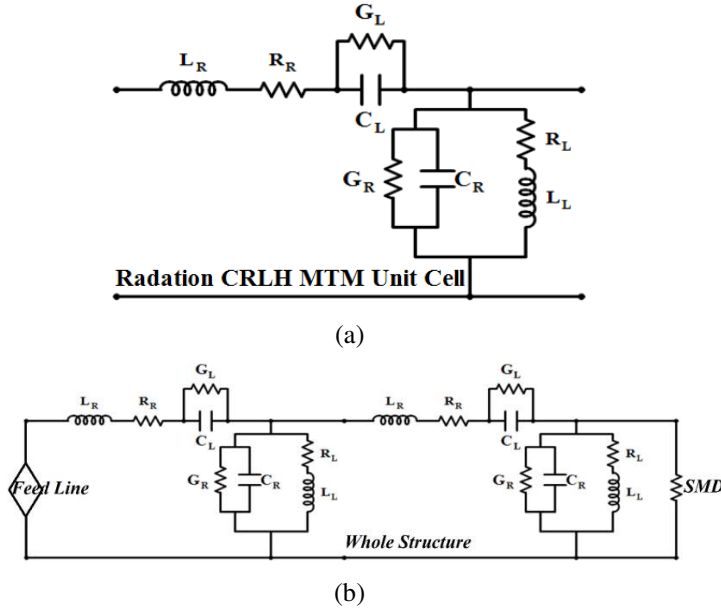 G_L
L_R R_R
C_L
R_L
G_R C_R
L_L
Radation CRLH MTM Unit Cell
(a)
G_L G_L
L_R R_R L_R R_R
C_L C_L
R_L R_L
G_R C_R G_R C_R
L_L L_L
Feed Line SMD
Whole Structure
(b)